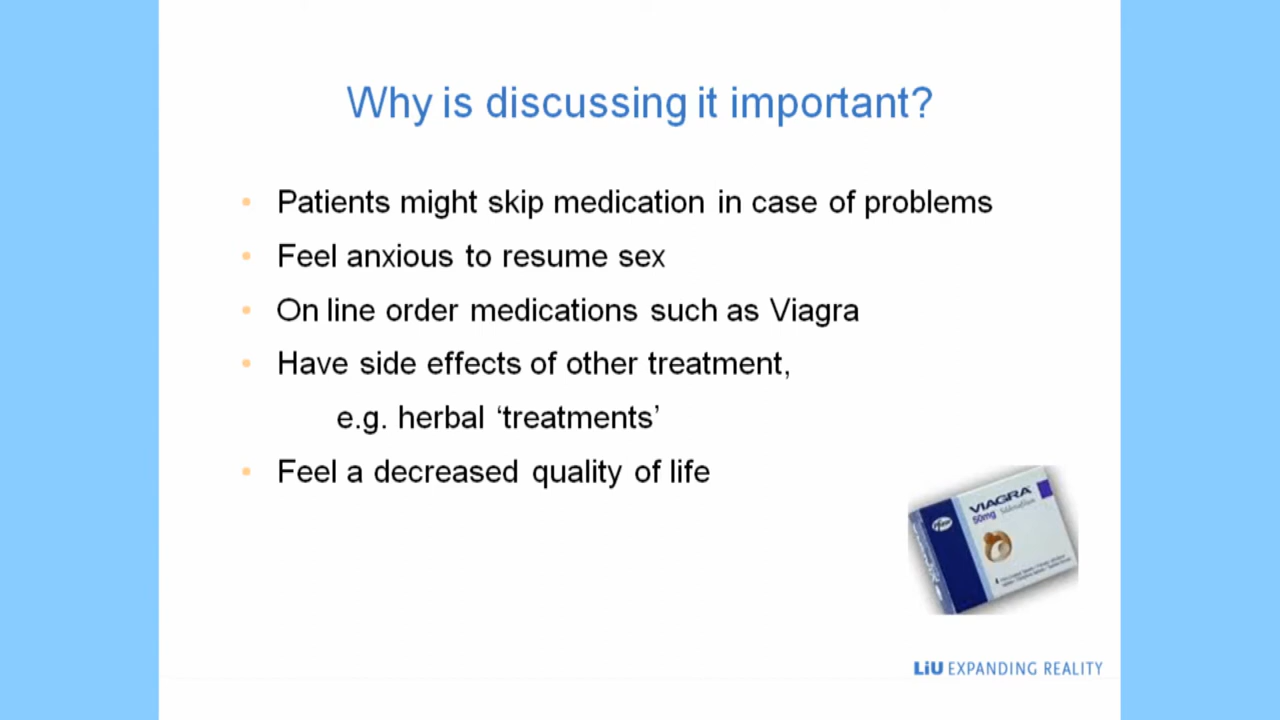 Why is discussing it important?
• Patients might skip medication in case of problems
• Feel anxious to resume sex
• On line order medications such as Viagra
• Have side effects of other treatment,
e.g. herbal ‘treatments’
• Feel a decreased quality of life
VIAGRA
50mg Sildenafil
Pfizer
LiU EXPANDING REALITY